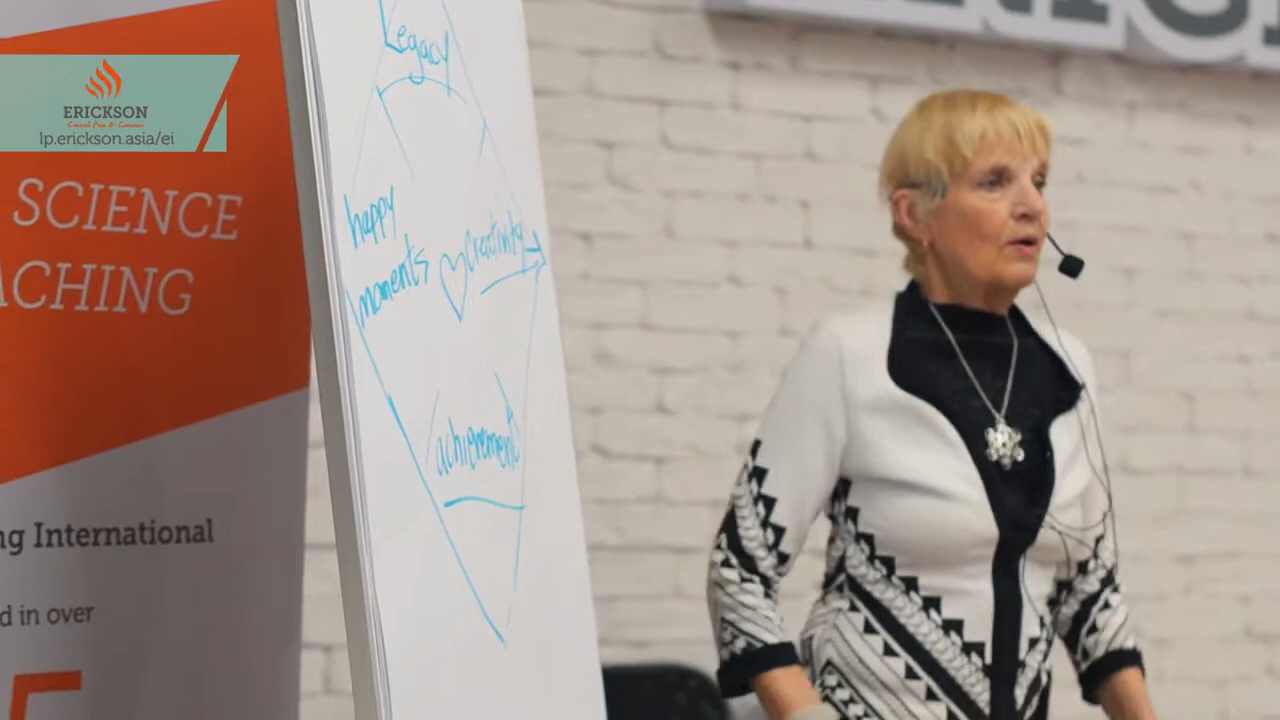 ERICKSON
lp.erickson.asia/ei
SCIENCE
ACHING
ng International
d in over
Legacy
happy
moments
Creativity
achievement